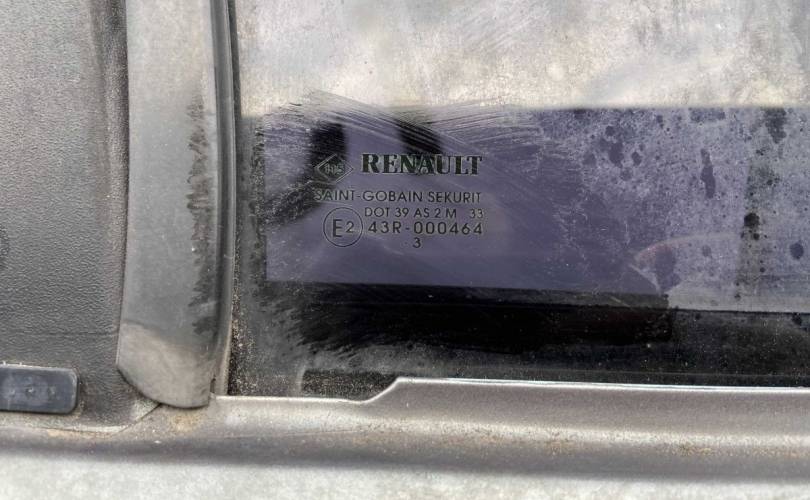 RENAULT
SAINT-GOBAIN SEKURIT
DOT 39 AS 2 M 33
E2 43R-000464
3